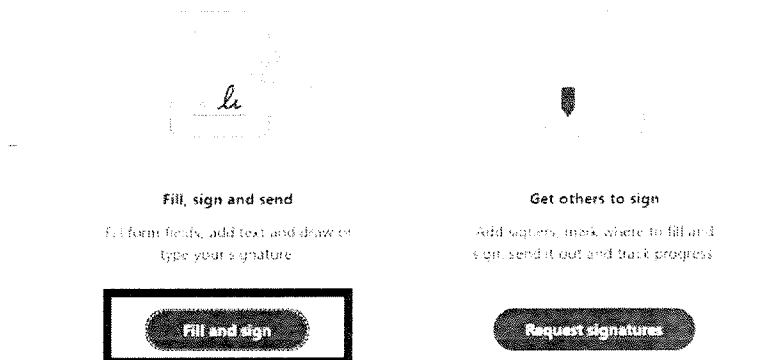 Fill, sign and send
Fill form fields, add text and draw or
type your signature
Fill and sign
Get others to sign
Add signers, mark where to fill and
sign, send it out and track progress
Request signatures